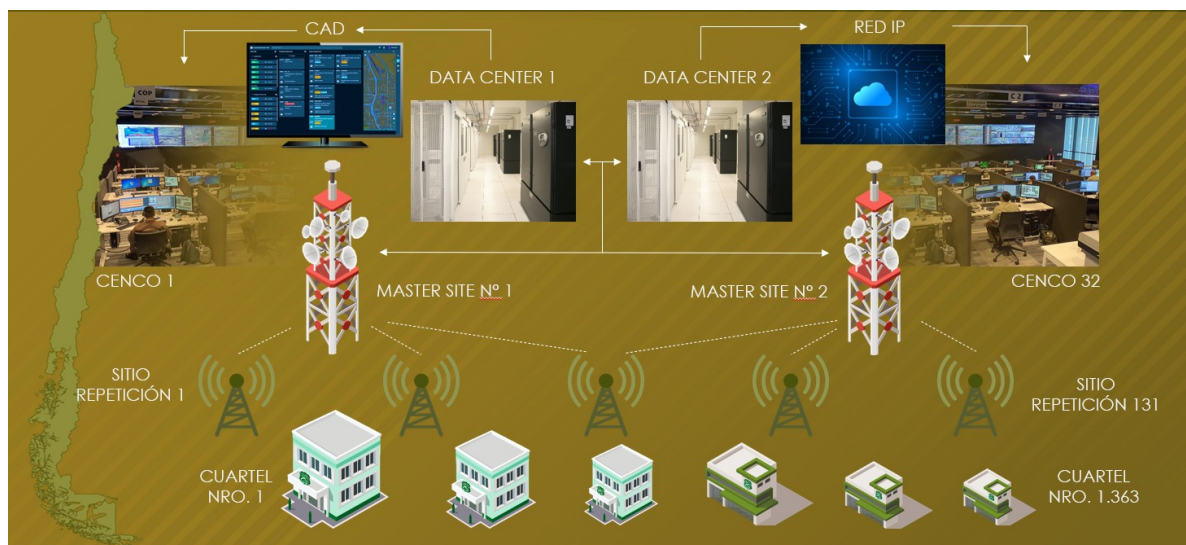 CAD
RED IP
DATA CENTER 1
DATA CENTER 2
COP
CENCO 1
CENCO 32
MASTER SITE Nº 1
MASTER SITE Nº 2
SITIO
REPETICIÓN 1
SITIO
REPETICIÓN 131
CUARTEL
NRO. 1
CUARTEL
NRO. 1.363